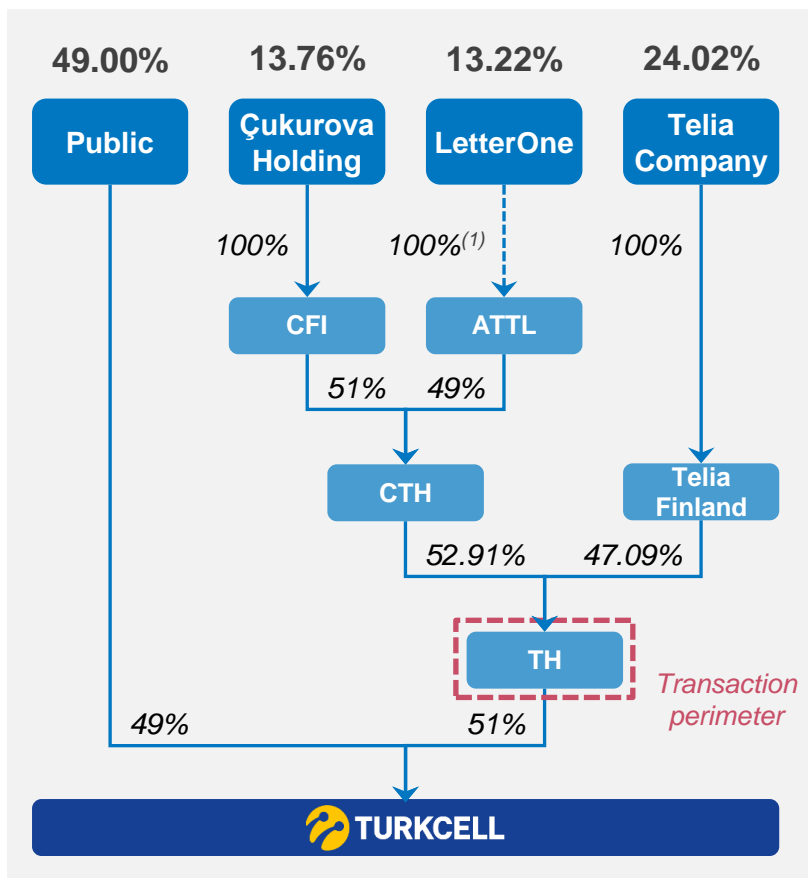 49.00% 13.76% 13.22% 24.02%
Public
Çukurova
Holding
LetterOne
Telia
Company
100% 100%(1) 100%
CFI ATTL
51% 49%
CTH
Telia
Finland
52.91% 47.09%
TH
Transaction
perimeter
49% 51%
TURKCELL